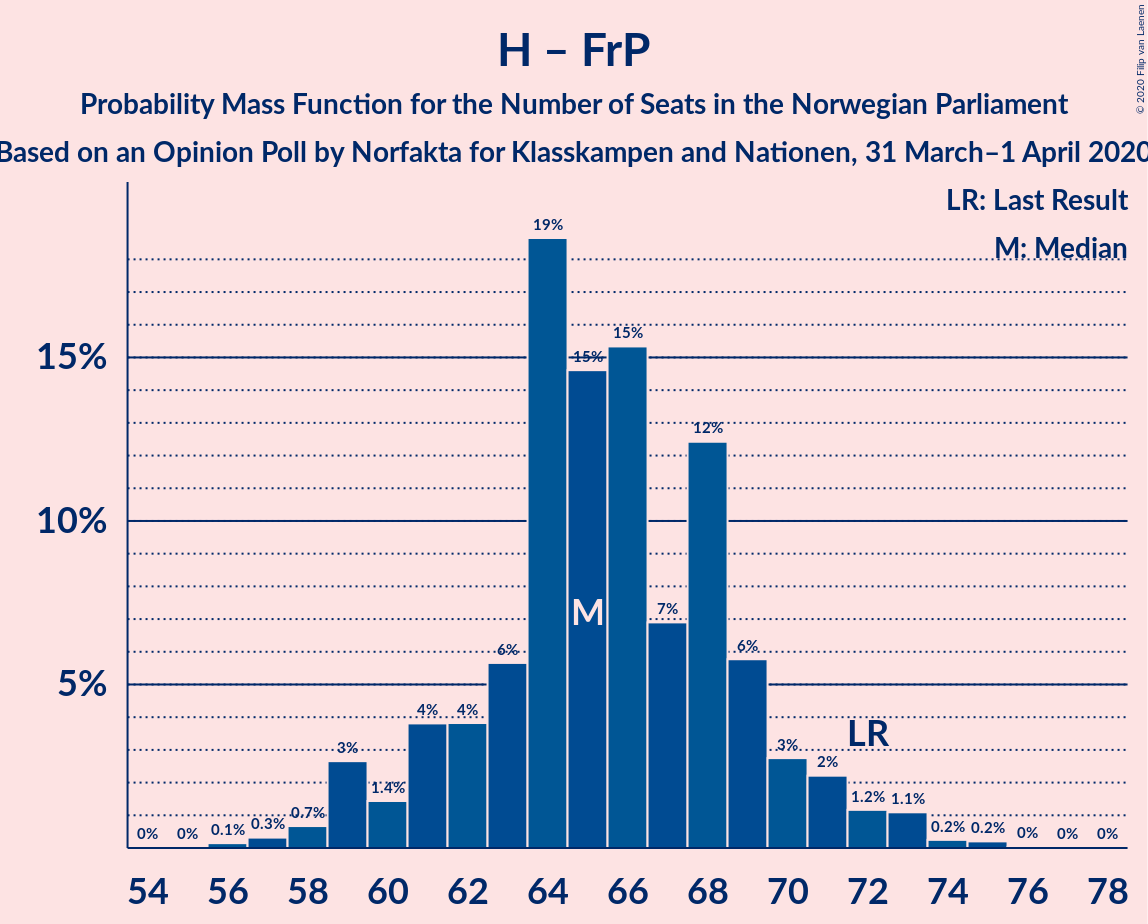 H – FrP
Probability Mass Function for the Number of Seats in the Norwegian Parliament
Based on an Opinion Poll by Norfakta for Klasskampen and Nationen, 31 March–1 April 2020
© 2020 Filip van Laenen
LR: Last Result
M: Median
15%
10%
5%
0% 0% 0.1% 0.3% 0.7% 3% 1.4% 4% 4% 6% 19% 15% 15% 7% 12% 6% 3% 2% 1.2% 1.1% 0.2% 0.2% 0% 0% 0%
M
LR
54 56 58 60 62 64 66 68 70 72 74 76 78